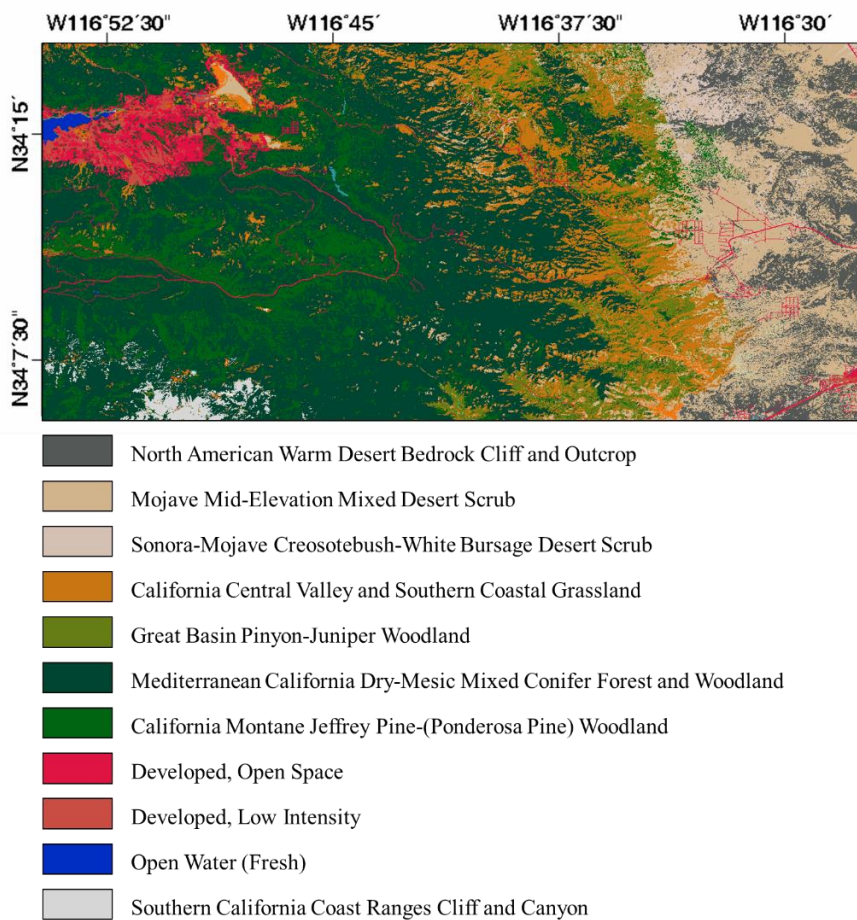 W116°52′30″ W116°45′ W116°37′30″ W116°30′
N34°15′
N34°7′30″
North American Warm Desert Bedrock Cliff and Outcrop
Mojave Mid-Elevation Mixed Desert Scrub
Sonora-Mojave Creosotebush-White Bursage Desert Scrub
California Central Valley and Southern Coastal Grassland
Great Basin Pinyon-Juniper Woodland
Mediterranean California Dry-Mesic Mixed Conifer Forest and Woodland
California Montane Jeffrey Pine-(Ponderosa Pine) Woodland
Developed, Open Space
Developed, Low Intensity
Open Water (Fresh)
Southern California Coast Ranges Cliff and Canyon